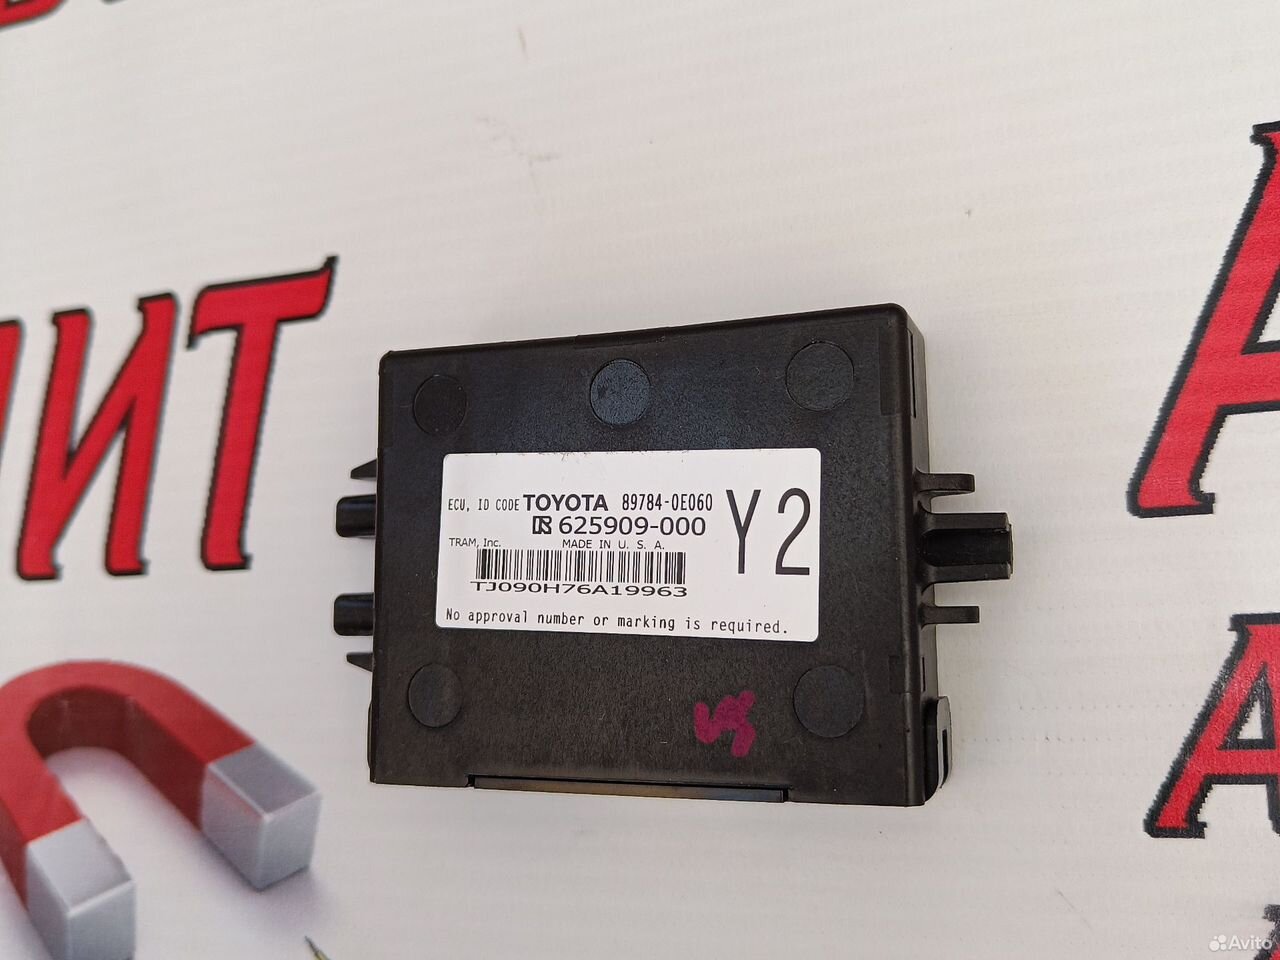 ИТ
ECU, ID CODE TOYOTA 89784-0E060
625909-000
Y2
TRAM, Inc. MADE IN U. S. A.
TJ090H76A19963
No approval number or marking is required.
Avito